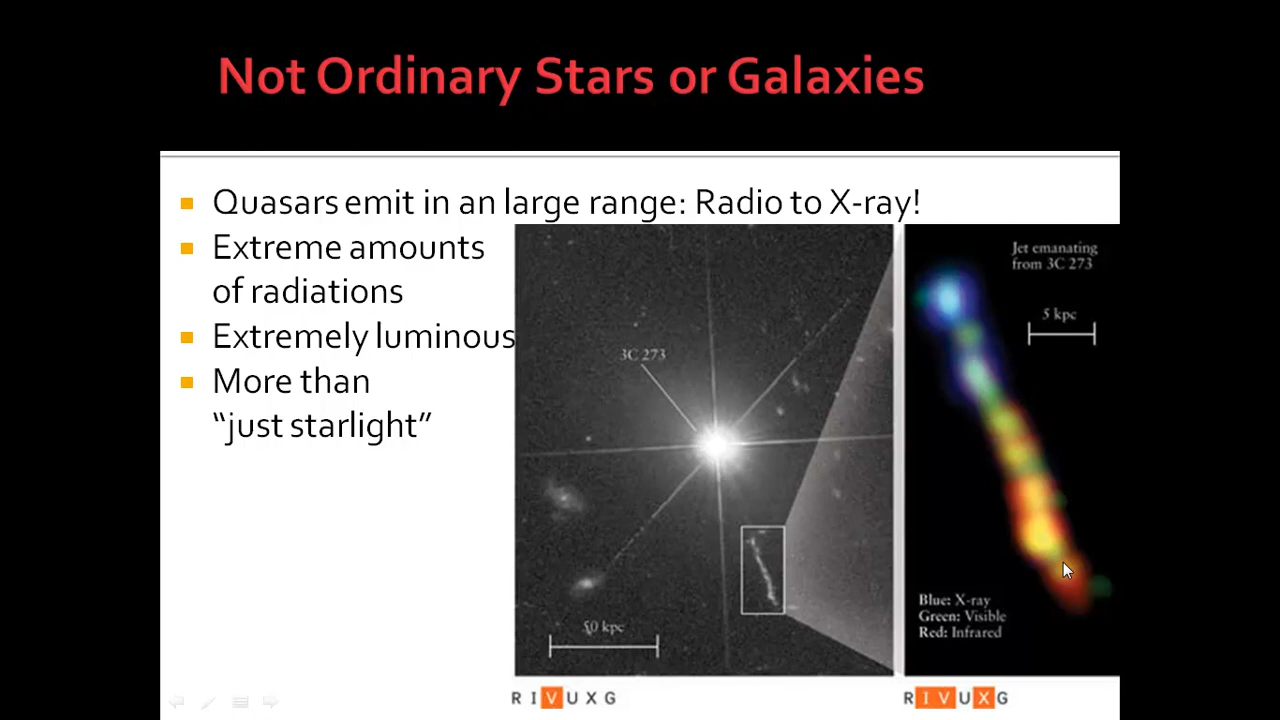 Not Ordinary Stars or Galaxies
Quasars emit in an large range: Radio to X-ray!
Extreme amounts
of radiations
Extremely luminous
More than
“just starlight”
3C 273
50 kpc
R I V U X G
Jet emanating
from 3C 273
5 kpc
Blue: X-ray
Green: Visible
Red: Infrared
R I V U X G